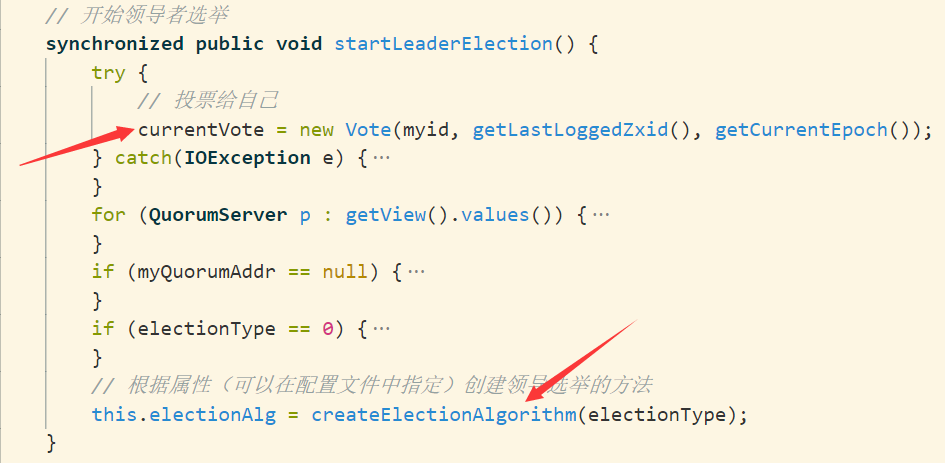 // 开始领导者选举
synchronized public void startLeaderElection() {
try {
// 投票给自己
currentVote = new Vote(myid, getLastLoggedZxid(), getCurrentEpoch());
} catch(IOException e) {…
}
for (QuorumServer p : getView().values()) {…
}
if (myQuorumAddr == null) {…
}
if (electionType == 0) {…
}
// 根据属性（可以在配置文件中指定）创建领导选举的方法
this.electionAlg = createElectionAlgorithm(electionType);
}